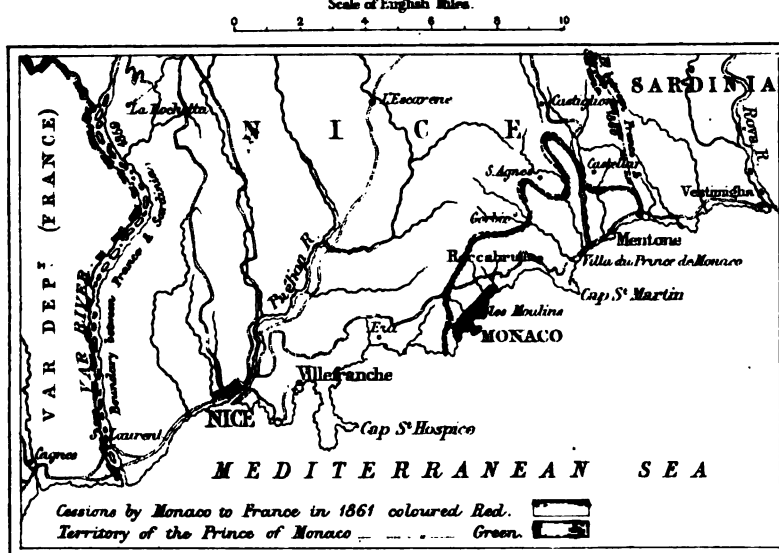 Scale of English Miles.
0 2 4 6 8 10
SARDINIA
L'Escarene
Castiglione
La Rochetta
NICE
Roya R.
S. Agnes
Castellar
Ventimiglia
Gorbio
Mentone
Roccabruna
Villa du Prince de Monaco
Cap St. Martin
les Moulins
MONACO
Eza
Paglion R.
VAR DEPT. (FRANCE)
VAR RIVER
Boundary between France & Sardinia,
1860
Villefranche
NICE
S. Laurent
Cap St. Hospice
Cagnes
MEDITERRANEAN SEA
Cessions by Monaco to France in 1861 coloured Red.
Territory of the Prince of Monaco _ _ . _ . _ Green.